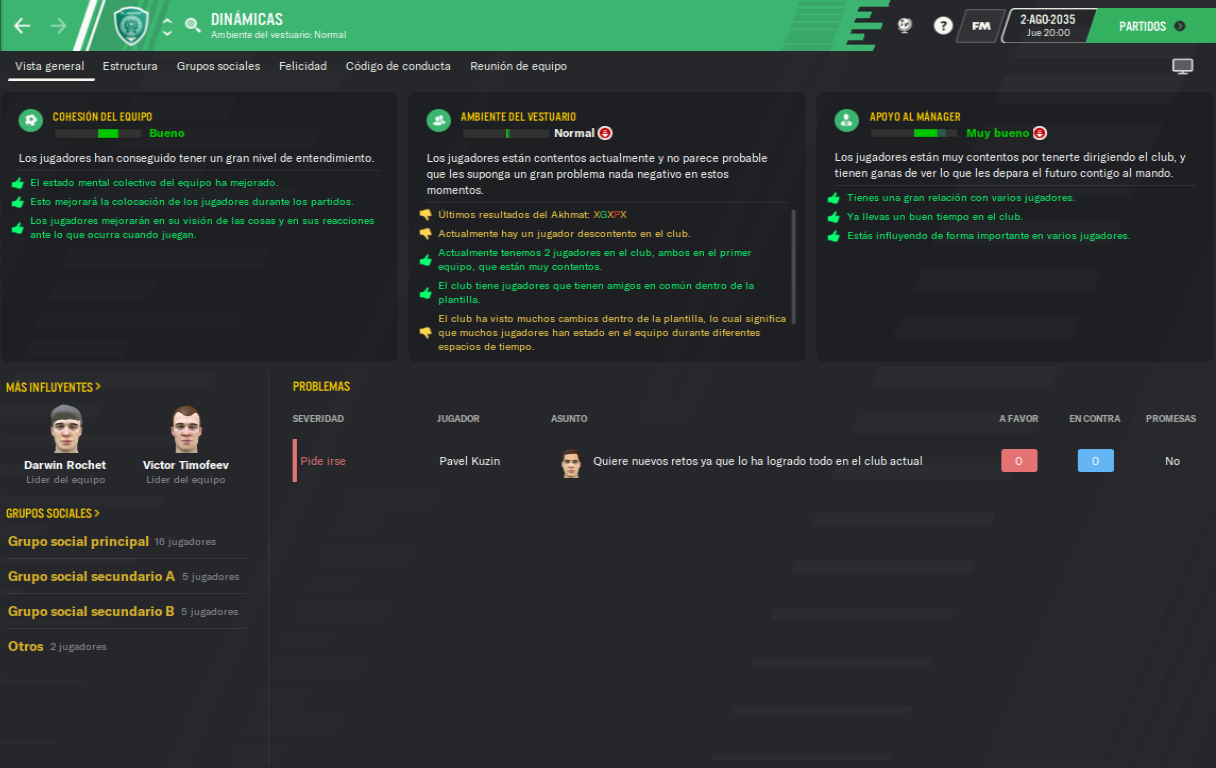 DINÁMICAS
Ambiente del vestuario: Normal
?
FM
2-AGO-2035
Jue 20:00
PARTIDOS
Vista general
Estructura
Grupos sociales
Felicidad
Código de conducta
Reunión de equipo
COHESIÓN DEL EQUIPO
Bueno
Los jugadores han conseguido tener un gran nivel de entendimiento.
El estado mental colectivo del equipo ha mejorado.
Esto mejorará la colocación de los jugadores durante los partidos.
Los jugadores mejorarán en su visión de las cosas y en sus reacciones
ante lo que ocurra cuando juegan.
AMBIENTE DEL VESTUARIO
Normal
Los jugadores están contentos actualmente y no parece probable
que les suponga un gran problema nada negativo en estos
momentos.
Últimos resultados del Akhmat: XGXPX
Actualmente hay un jugador descontento en el club.
Actualmente tenemos 2 jugadores en el club, ambos en el primer
equipo, que están muy contentos.
El club tiene jugadores que tienen amigos en común dentro de la
plantilla.
El club ha visto muchos cambios dentro de la plantilla, lo cual significa
que muchos jugadores han estado en el equipo durante diferentes
espacios de tiempo.
APOYO AL MÁNAGER
Muy bueno
Los jugadores están muy contentos por tenerte dirigiendo el club, y
tienen ganas de ver lo que les depara el futuro contigo al mando.
Tienes una gran relación con varios jugadores.
Ya llevas un buen tiempo en el club.
Estás influyendo de forma importante en varios jugadores.
MÁS INFLUYENTES >
Darwin Rochet
Líder del equipo
Victor Timofeev
Líder del equipo
GRUPOS SOCIALES >
Grupo social principal 16 jugadores
Grupo social secundario A 5 jugadores
Grupo social secundario B 5 jugadores
Otros 2 jugadores
PROBLEMAS
SEVERIDAD
JUGADOR
ASUNTO
A FAVOR
EN CONTRA
PROMESAS
Pide irse
Pavel Kuzin
Quiere nuevos retos ya que lo ha logrado todo en el club actual
0
0
No